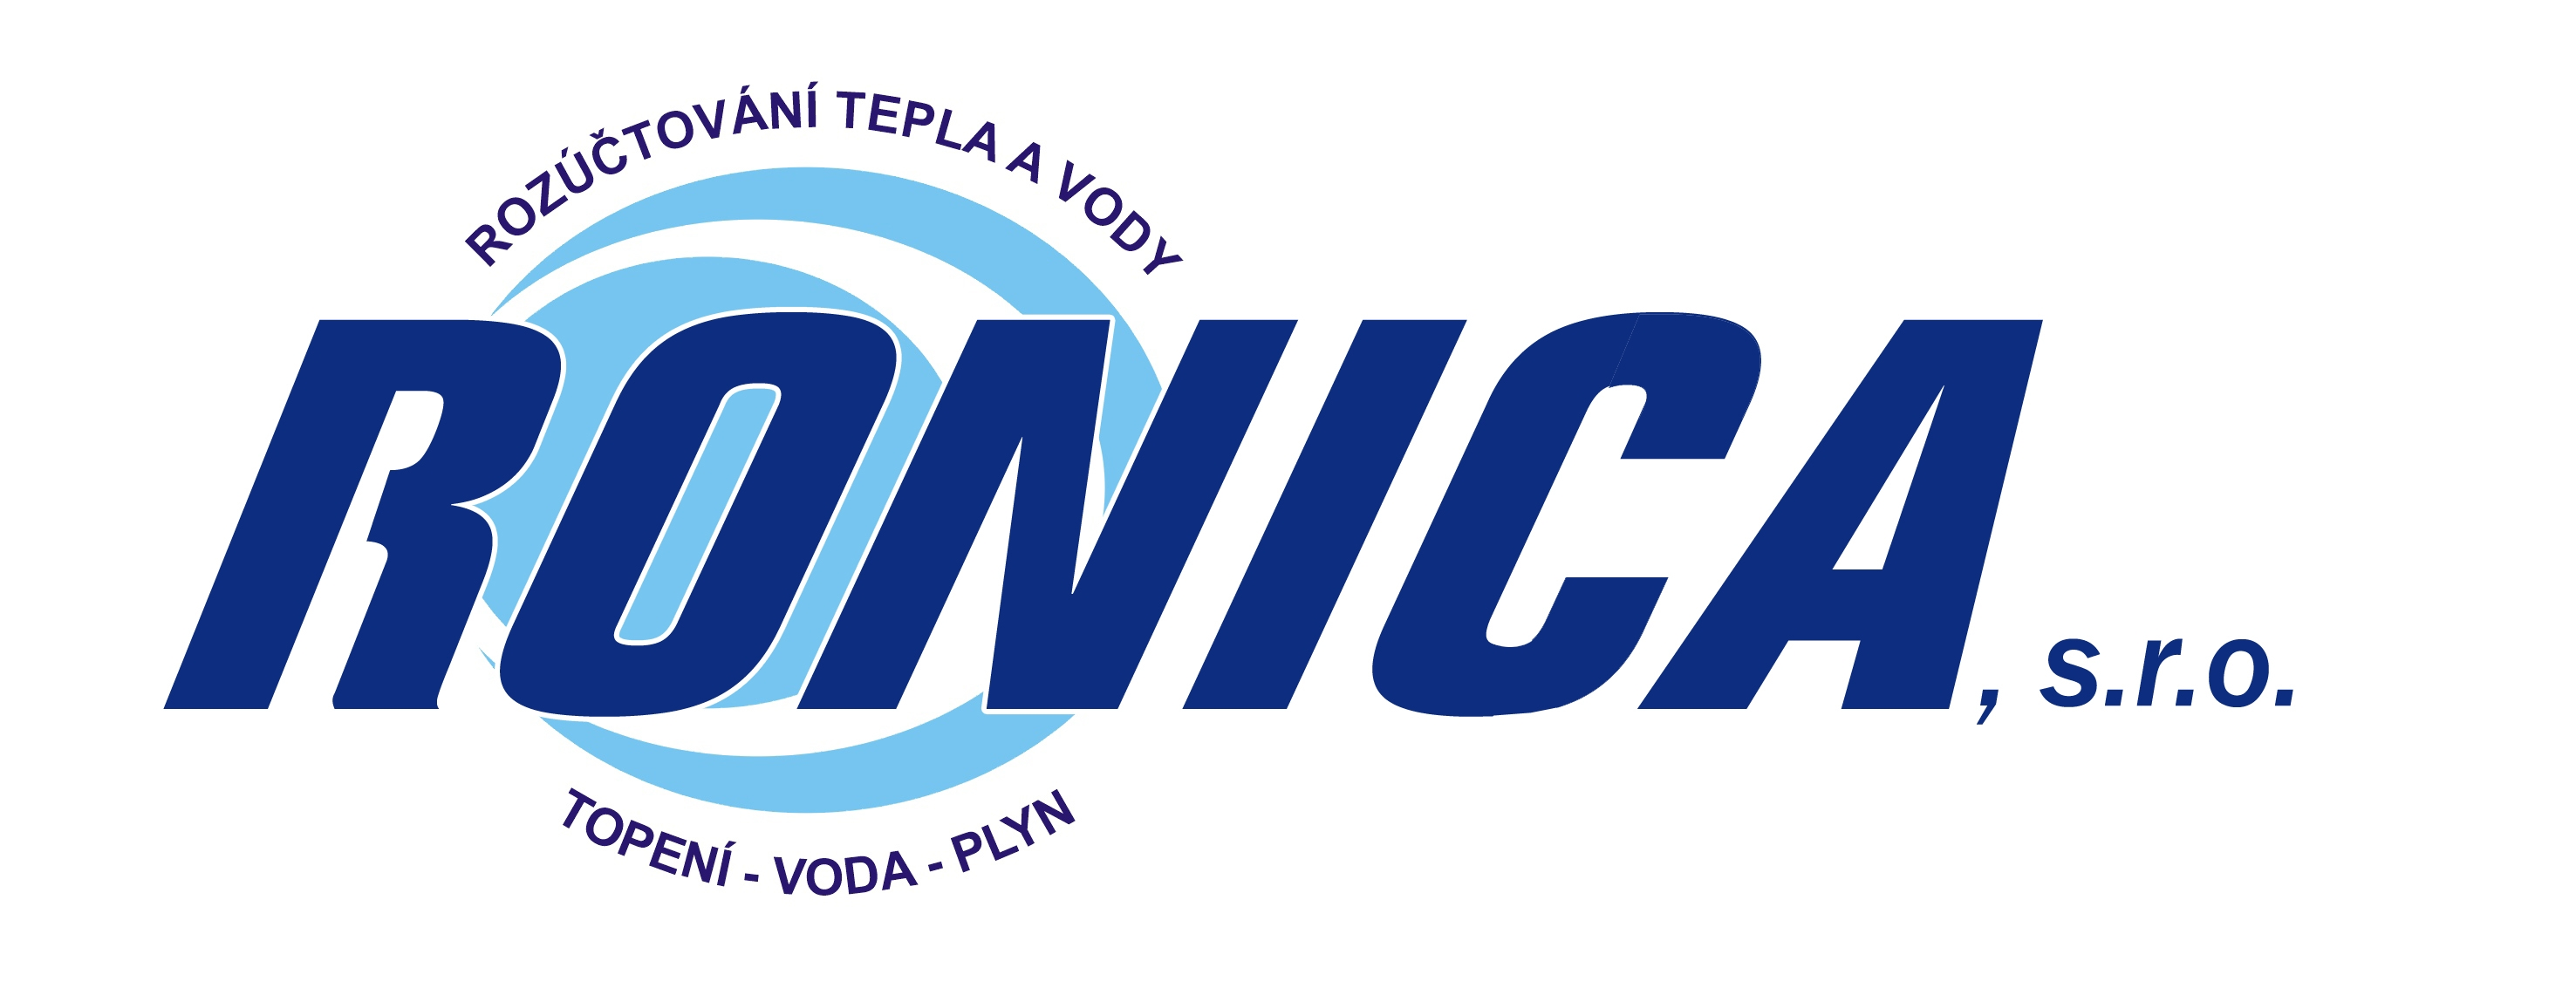 ROZÚČTOVÁNÍ TEPLA A VODY
RONICA, s.r.o.
TOPENÍ - VODA - PLYN